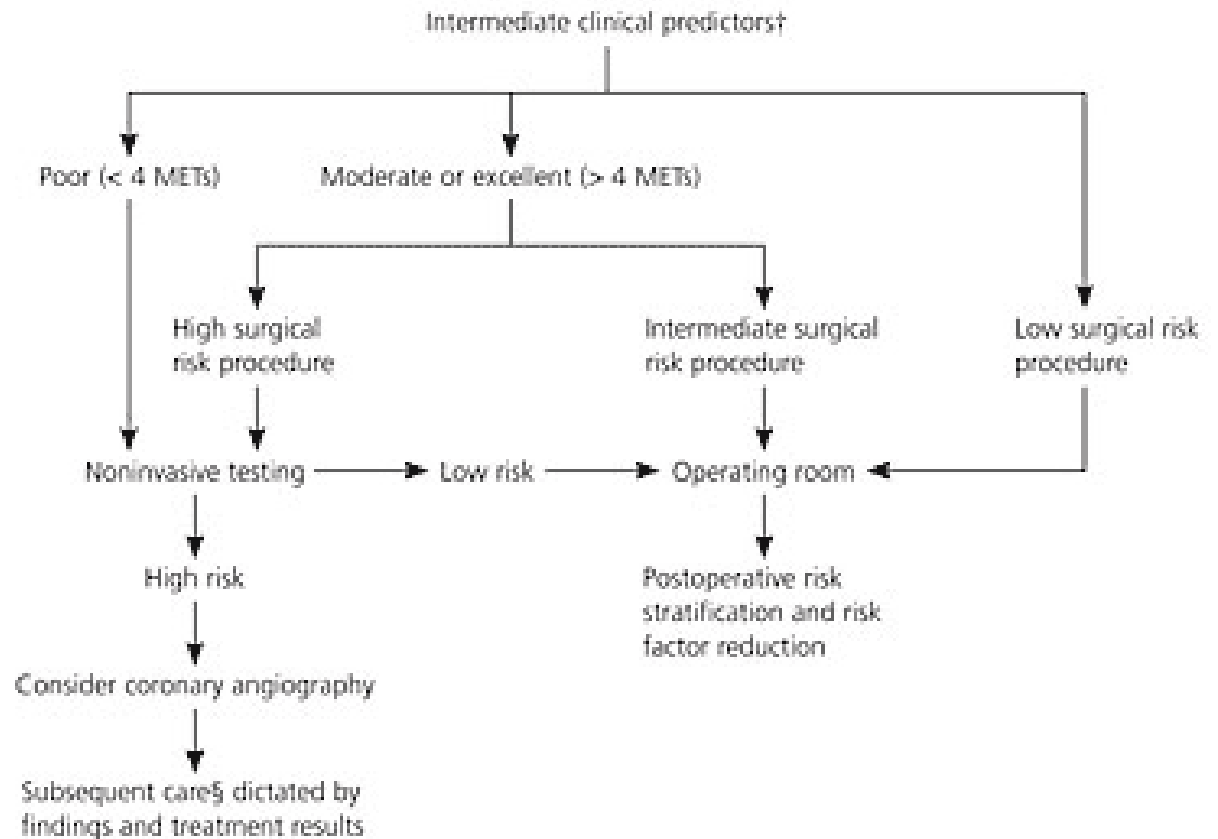 Intermediate clinical predictors†
Poor (< 4 METs)
Moderate or excellent (> 4 METs)
High surgical
risk procedure
Intermediate surgical
risk procedure
Low surgical risk
procedure
Noninvasive testing
Low risk
Operating room
High risk
Postoperative risk
stratification and risk
factor reduction
Consider coronary angiography
Subsequent care§ dictated by
findings and treatment results